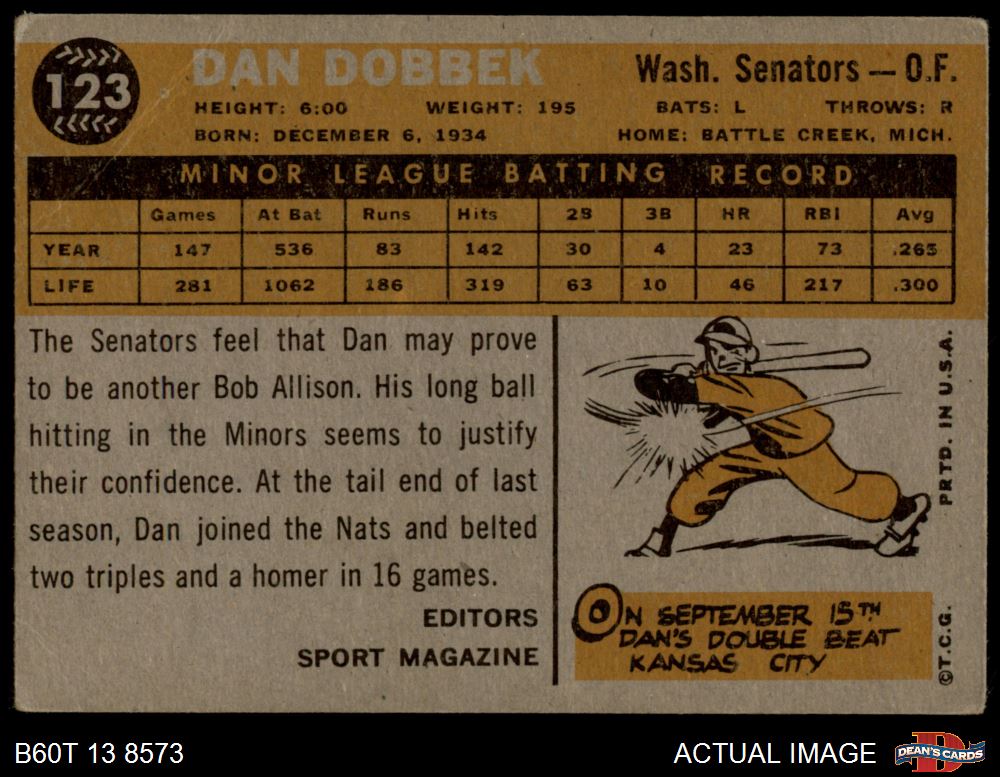 123
DAN DOBBEK
Wash. Senators — O.F.
HEIGHT: 6:00 WEIGHT: 195 BATS: L THROWS: R
BORN: DECEMBER 6, 1934 HOME: BATTLE CREEK, MICH.
MINOR LEAGUE BATTING RECORD
Games At Bat Runs Hits 2B 3B HR RBI Avg
YEAR 147 536 83 142 30 4 23 73 .265
LIFE 281 1062 186 319 63 10 46 217 .300
The Senators feel that Dan may prove
to be another Bob Allison. His long ball
hitting in the Minors seems to justify
their confidence. At the tail end of last
season, Dan joined the Nats and belted
two triples and a homer in 16 games.
EDITORS
SPORT MAGAZINE
ON SEPTEMBER 15TH
DAN'S DOUBLE BEAT
KANSAS CITY
PRTD. IN U.S.A.
©T.C.G.
B60T 13 8573
ACTUAL IMAGE
DEAN'S CARDS